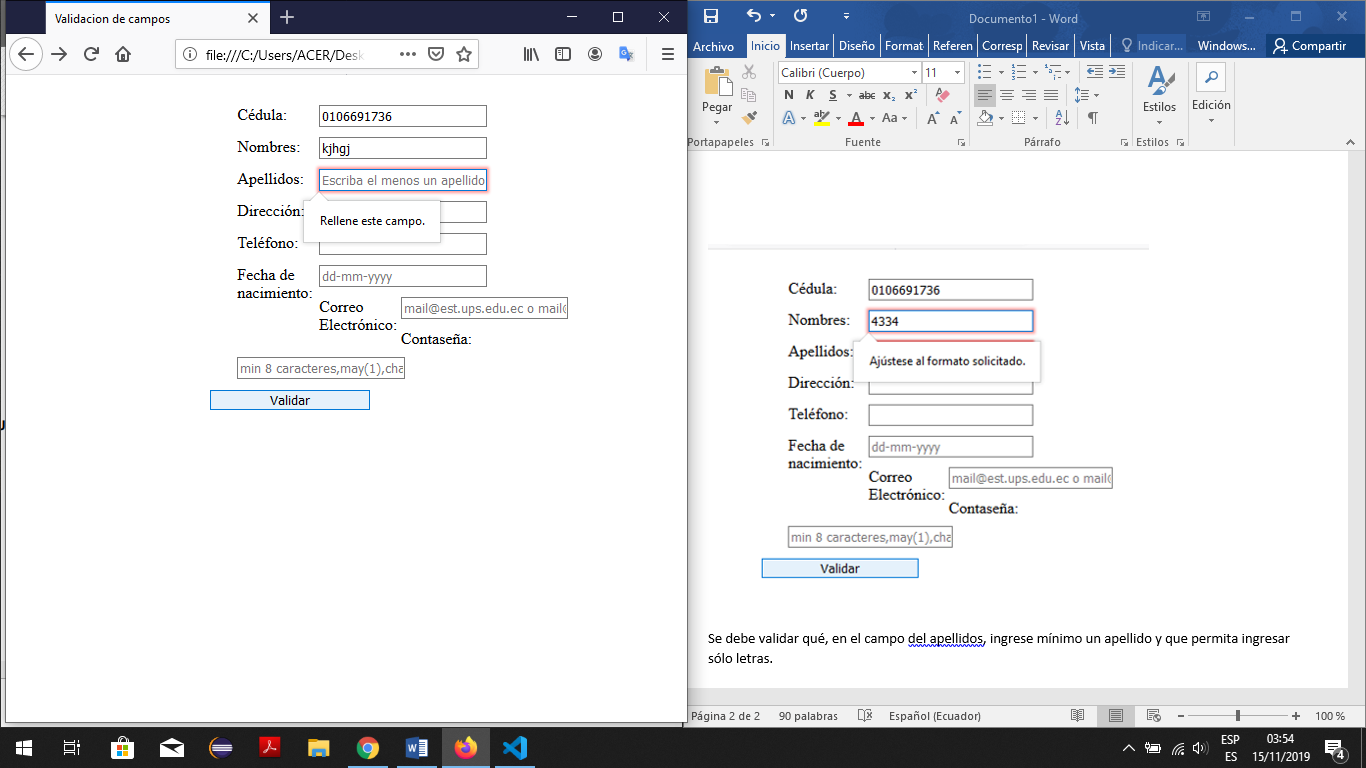 Validacion de campos
file:///C:/Users/ACER/Desk
Cédula:
0106691736
Nombres:
kjhgj
Apellidos:
Escriba el menos un apellido
Dirección:
Rellene este campo.
Teléfono:
Fecha de
nacimiento:
dd-mm-yyyy
Correo
Electrónico:
mail@est.ups.edu.ec o mail@
Contaseña:
min 8 caracteres,may(1),cha
Validar
Documento1 - Word
Archivo Inicio Insertar Diseño Format Referen Corresp Revisar Vista Indicar... Windows... Compartir
Pegar
Calibri (Cuerpo) 11
N K S abc x₂ x²
A aby A Aa A A
Estilos
Edición
Portapapeles Fuente Párrafo Estilos
Cédula:
0106691736
Nombres:
4334
Apellidos:
Ajústese al formato solicitado.
Dirección:
Teléfono:
Fecha de
nacimiento:
dd-mm-yyyy
Correo
Electrónico:
mail@est.ups.edu.ec o mail@
Contaseña:
min 8 caracteres,may(1),cha
Validar
Se debe validar qué, en el campo del apellidos, ingrese mínimo un apellido y que permita ingresar
sólo letras.
Página 2 de 2 90 palabras Español (Ecuador) 100 %
ESP
ES
03:54
15/11/2019
4